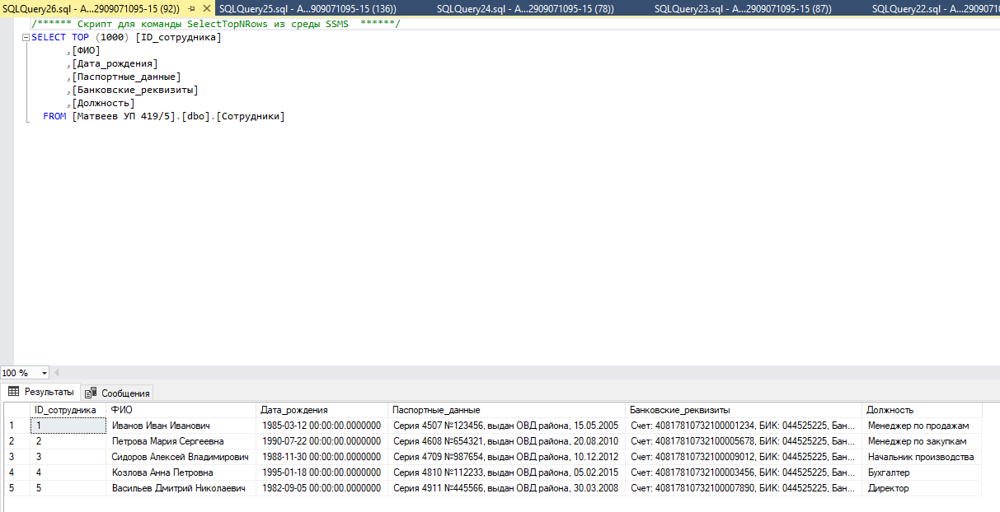 SQLQuery26.sql - A...2909071095-15 (92)) SQLQuery25.sql - A...909071095-15 (136)) SQLQuery24.sql - A...2909071095-15 (78)) SQLQuery23.sql - A...2909071095-15 (87)) SQLQuery22.sql - A...29090710
/****** Скрипт для команды SelectTopNRows из среды SSMS ******/
SELECT TOP (1000) [ID_сотрудника]
,[ФИО]
,[Дата_рождения]
,[Паспортные_данные]
,[Банковские_реквизиты]
,[Должность]
FROM [Матвеев УП 419/5].[dbo].[Сотрудники]
100 %
Результаты Сообщения
ID_сотрудника ФИО Дата_рождения Паспортные_данные Банковские_реквизиты Должность
1 1 Иванов Иван Иванович 1985-03-12 00:00:00.0000000 Серия 4507 №123456, выдан ОВД района, 15.05.2005 Счет: 40817810732100001234, БИК: 044525225, Бан... Менеджер по продажам
2 2 Петрова Мария Сергеевна 1990-07-22 00:00:00.0000000 Серия 4608 №654321, выдан ОВД района, 20.08.2010 Счет: 40817810732100005678, БИК: 044525225, Бан... Менеджер по закупкам
3 3 Сидоров Алексей Владимирович 1988-11-30 00:00:00.0000000 Серия 4709 №987654, выдан ОВД района, 10.12.2012 Счет: 40817810732100009012, БИК: 044525225, Бан... Начальник производства
4 4 Козлова Анна Петровна 1995-01-18 00:00:00.0000000 Серия 4810 №112233, выдан ОВД района, 05.02.2015 Счет: 40817810732100003456, БИК: 044525225, Бан... Бухгалтер
5 5 Васильев Дмитрий Николаевич 1982-09-05 00:00:00.0000000 Серия 4911 №445566, выдан ОВД района, 30.03.2008 Счет: 40817810732100007890, БИК: 044525225, Бан... Директор